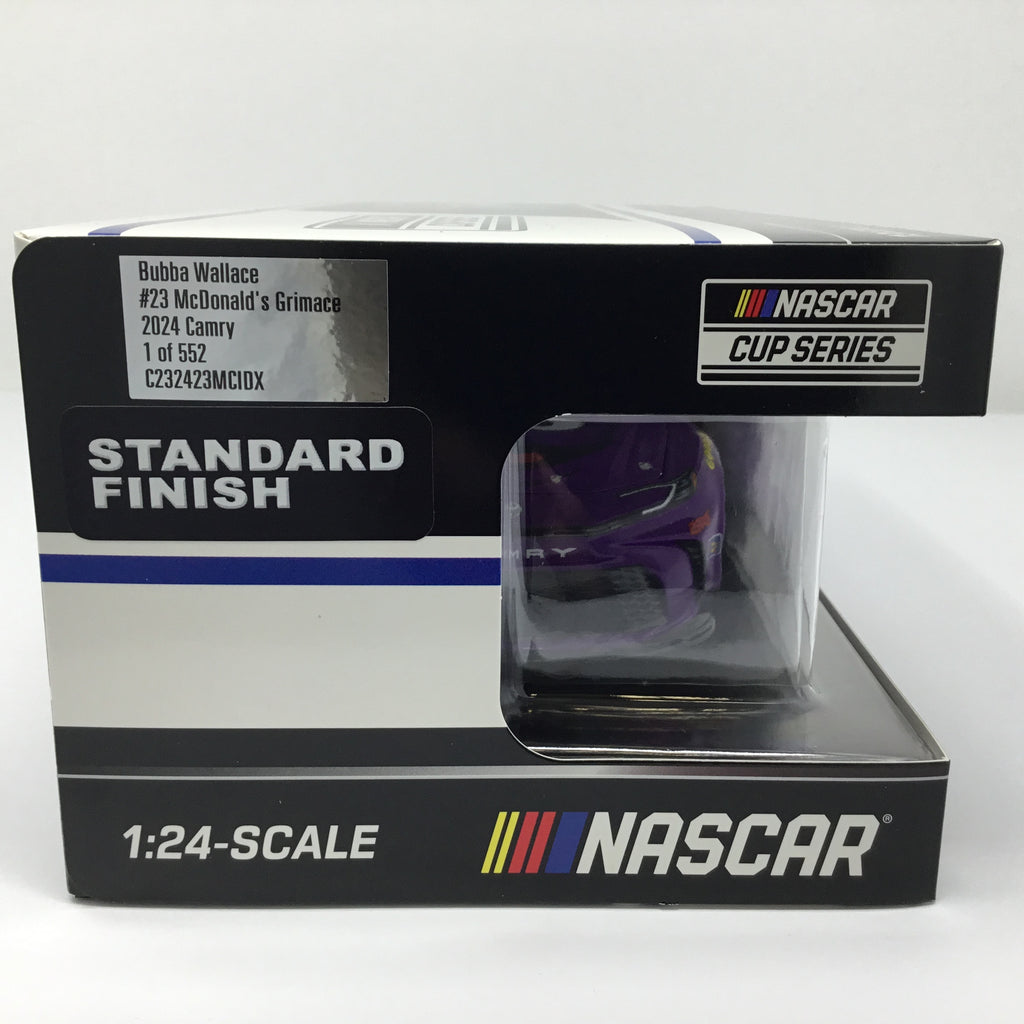 Bubba Wallace
#23 McDonald's Grimace
2024 Camry
1 of 552
C232423MCIDX
NASCAR
CUP SERIES
STANDARD
FINISH
MRY
1:24-SCALE
NASCAR®